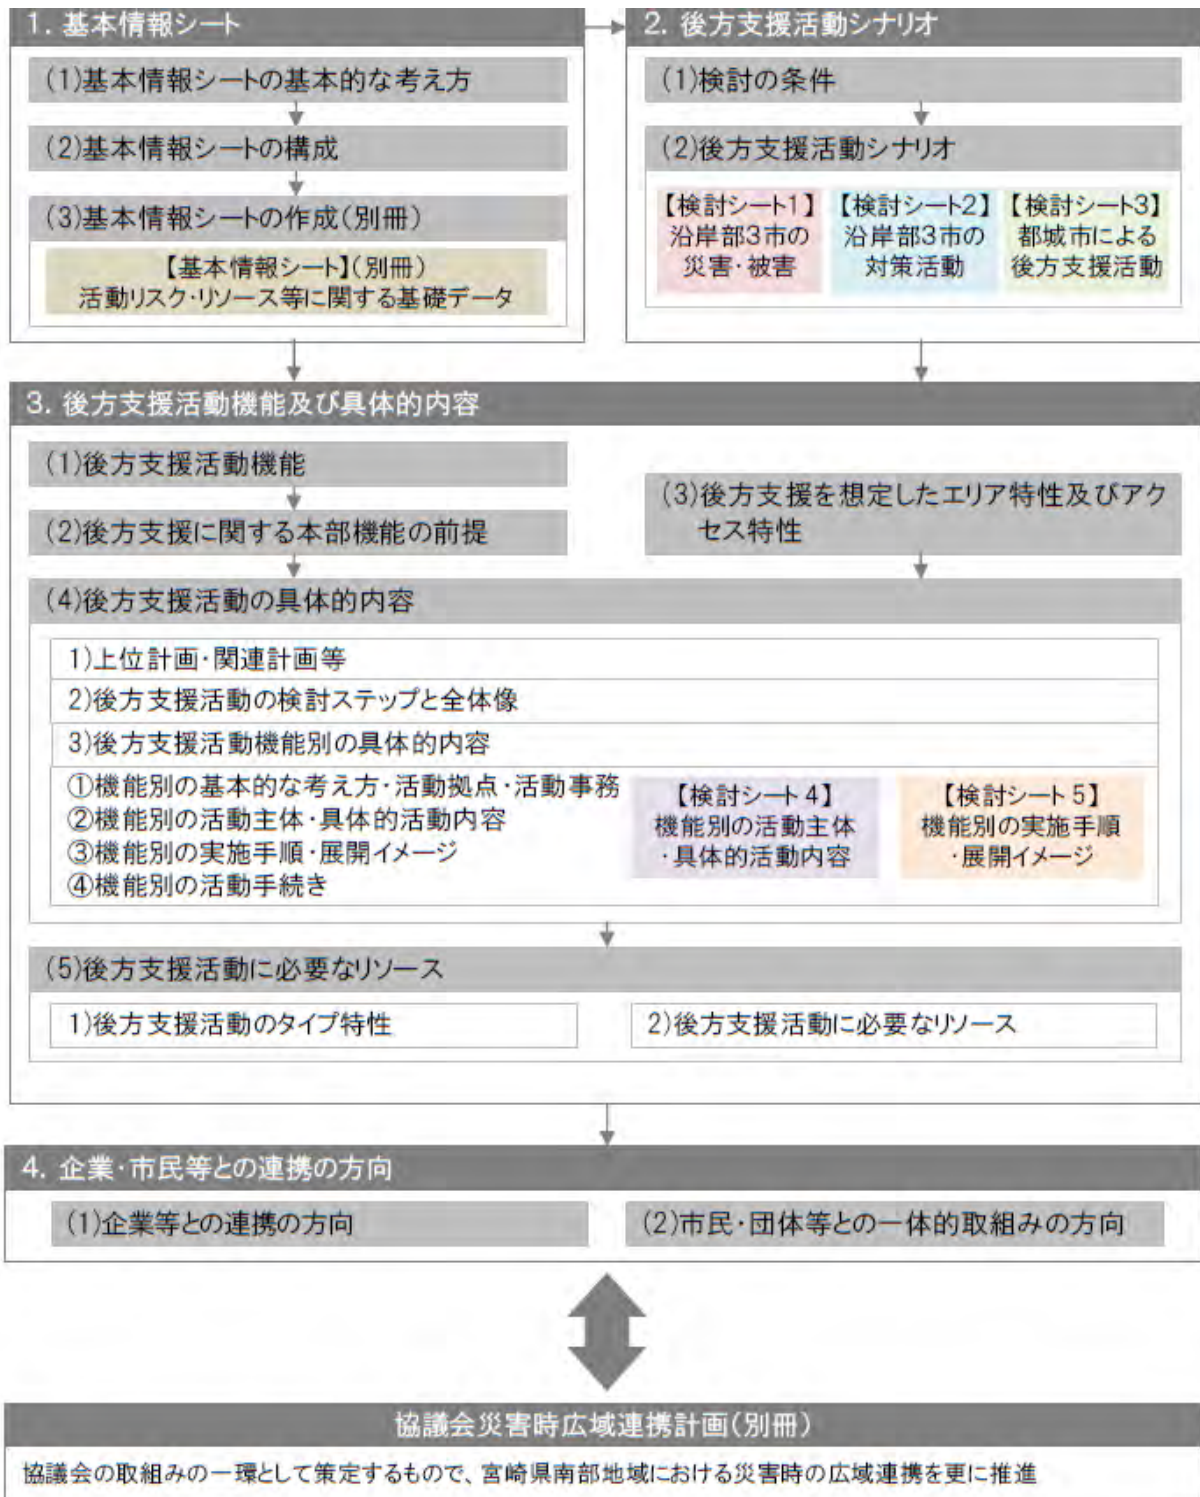 1. 基本情報シート
(1)基本情報シートの基本的な考え方
(2)基本情報シートの構成
(3)基本情報シートの作成(別冊)
【基本情報シート】(別冊)
活動リスク・リソース等に関する基礎データ
2. 後方支援活動シナリオ
(1)検討の条件
(2)後方支援活動シナリオ
【検討シート1】
沿岸部3市の
災害・被害
【検討シート2】
沿岸部3市の
対策活動
【検討シート3】
都城市による
後方支援活動
3. 後方支援活動機能及び具体的内容
(1)後方支援活動機能
(2)後方支援に関する本部機能の前提
(3)後方支援を想定したエリア特性及びアク
セス特性
(4)後方支援活動の具体的内容
1)上位計画・関連計画等
2)後方支援活動の検討ステップと全体像
3)後方支援活動機能別の具体的内容
①機能別の基本的な考え方・活動拠点・活動事務
②機能別の活動主体・具体的活動内容
③機能別の実施手順・展開イメージ
④機能別の活動手続き
【検討シート4】
機能別の活動主体
・具体的活動内容
【検討シート5】
機能別の実施手順
・展開イメージ
(5)後方支援活動に必要なリソース
1)後方支援活動のタイプ特性
2)後方支援活動に必要なリソース
4. 企業・市民等との連携の方向
(1)企業等との連携の方向
(2)市民・団体等との一体的取組みの方向
協議会災害時広域連携計画(別冊)
協議会の取組みの一環として策定するもので、宮崎県南部地域における災害時の広域連携を更に推進